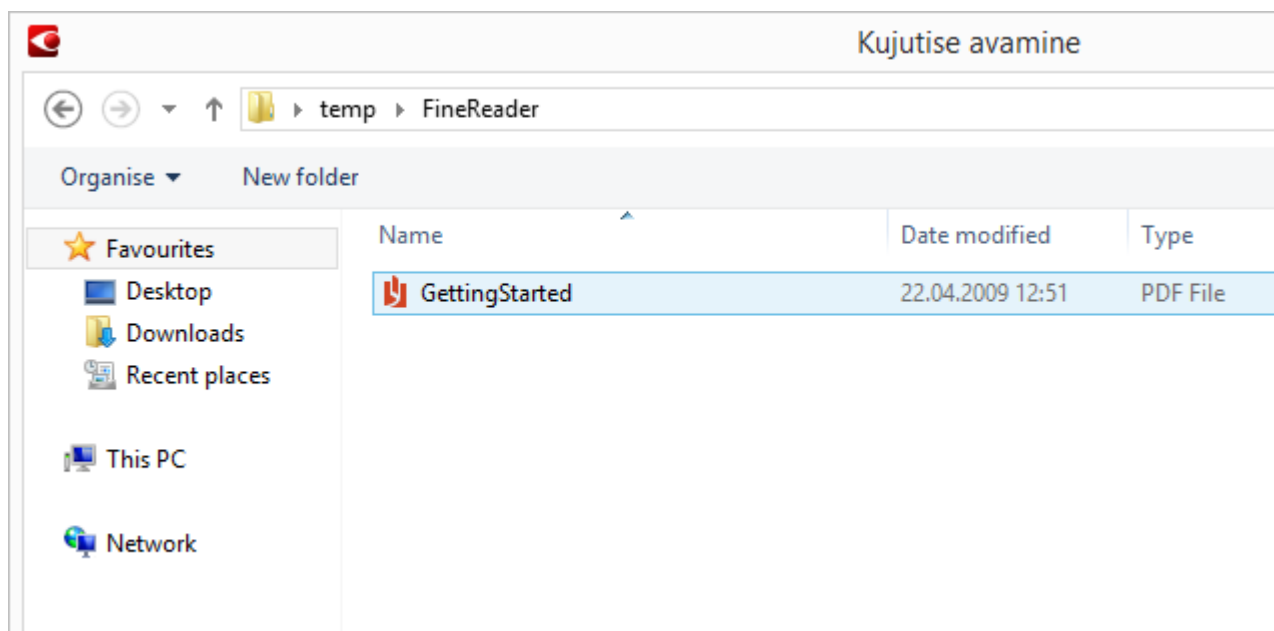 Kujutise avamine
temp FineReader
Organise New folder
Favourites
Desktop
Downloads
Recent places
This PC
Network
Name Date modified Type
GettingStarted 22.04.2009 12:51 PDF File